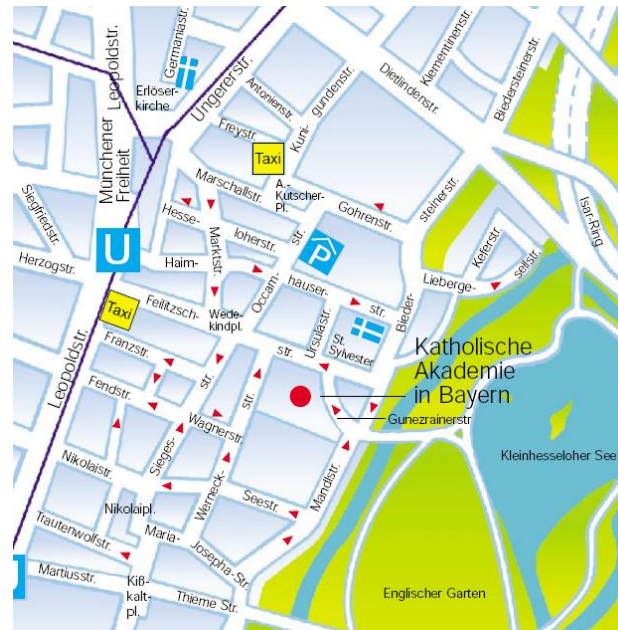 Leopoldstr.
Germaniastr.
Erlöser-
kirche
Ungererstr.
Antonienstr.
Freystr.
Kuni-
gundenstr.
Dietlindenstr.
Klementinenstr.
Biedersteinerstr.
Isar-Ring
Münchener
Freiheit
Siegfriedstr.
Herzogstr.
U
Taxi
Marschallstr.
A.-
Kutscher-
Pl.
Gohrenstr.
steinerstr.
Hesse-
loherstr.
Marktstr.
str.
P
Haim-
hauser-
str.
Occam-
Keferstr.
Lieberge-
sellstr.
Bieder-
Taxi
Feilitzsch-
str.
Wede-
kindpl.
Ursulastr.
St.
Sylvester
Katholische
Akademie
in Bayern
Gunezrainerstr
Leopoldstr.
Franzstr.
Fendstr.
str.
Wagnerstr.
str.
Sieges-
Werneck-
Nikolaistr.
Nikolaipl.
Seestr.
Mandlstr.
Kleinhesseloher See
Trautenwolfstr.
Maria-
Josepha-Str.
Martiusstr.
Kiß-
kalt-
pl.
Thieme Str.
Englischer Garten
U